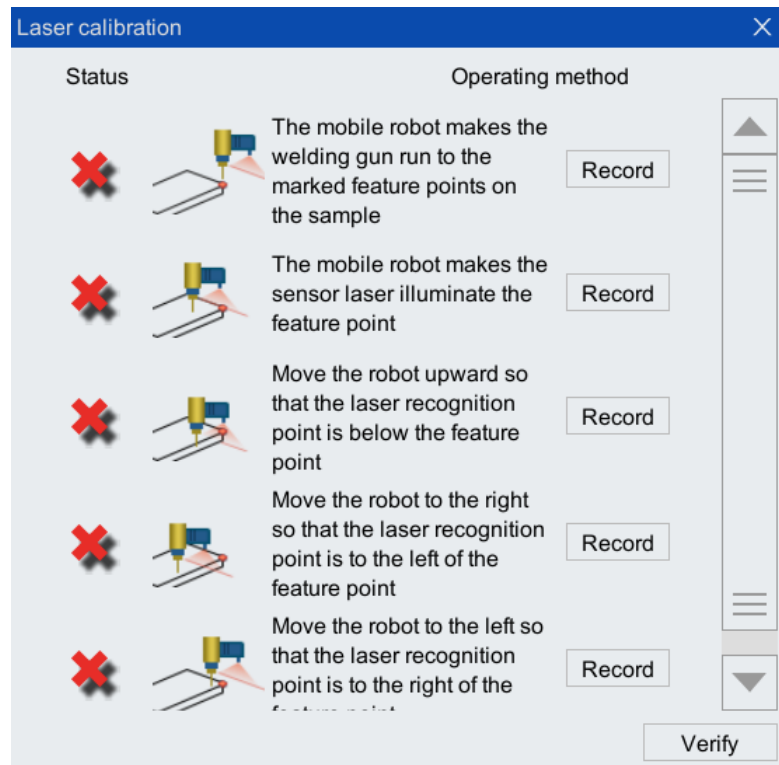 Laser calibration
Status
Operating method
The mobile robot makes the
welding gun run to the
marked feature points on
the sample
Record
The mobile robot makes the
sensor laser illuminate the
feature point
Record
Move the robot upward so
that the laser recognition
point is below the feature
point
Record
Move the robot to the right
so that the laser recognition
point is to the left of the
feature point
Record
Move the robot to the left so
that the laser recognition
point is to the right of the
Record
Verify